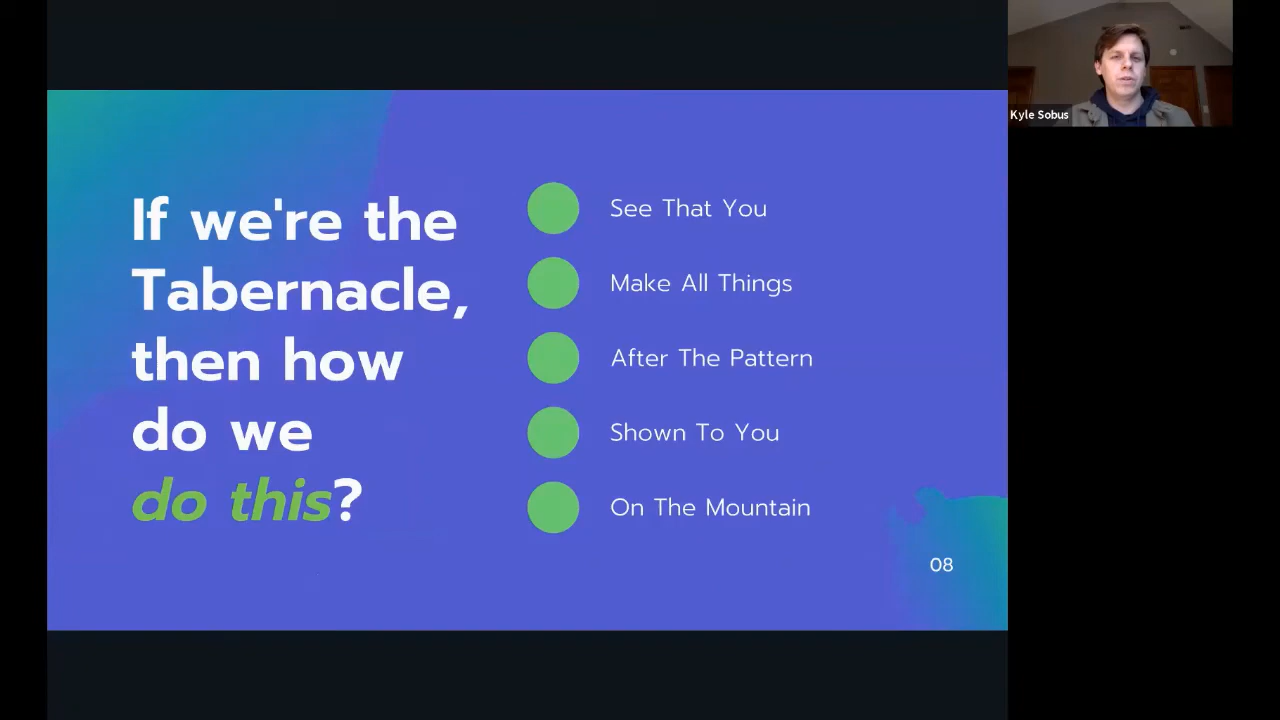 If we're the
Tabernacle,
then how
do we
do this?
See That You
Make All Things
After The Pattern
Shown To You
On The Mountain
08
Kyle Sobus